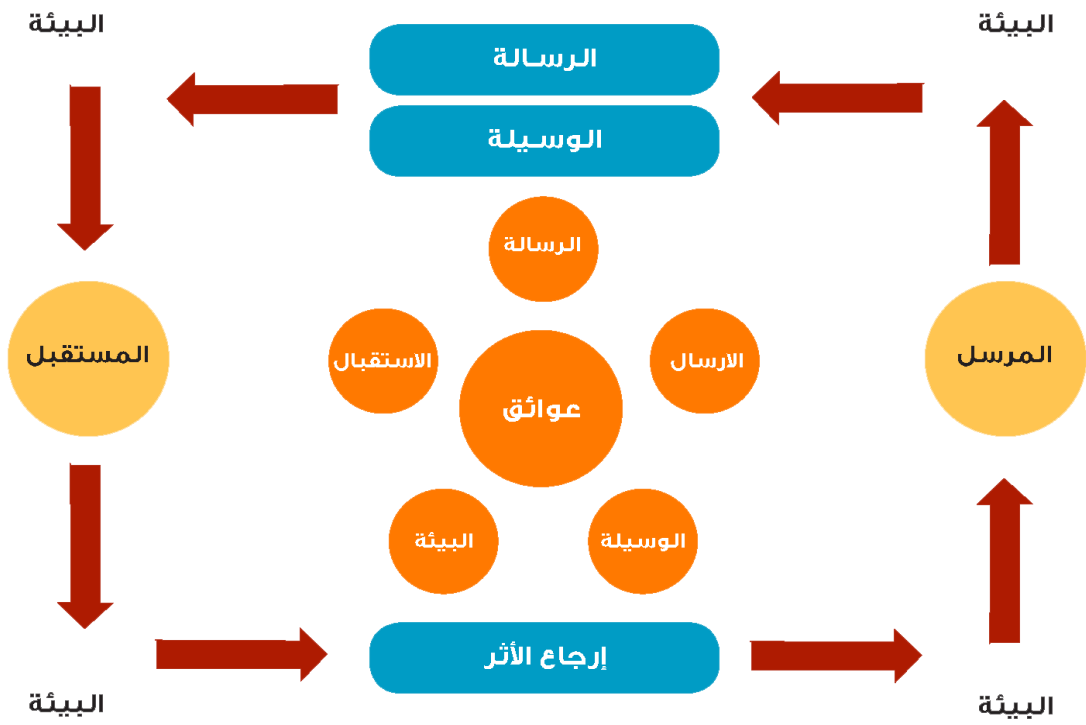 البيئة
الرسالة
البيئة
الوسيلة
الرسالة
المرسل
الارسال
الاستقبال
المستقبل
عوائق
الوسيلة
البيئة
إرجاع الأثر
البيئة
البيئة